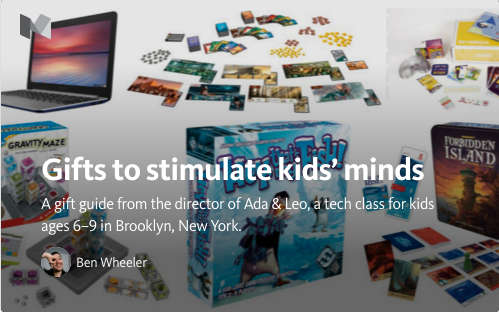 GRAVITY MAZE
FORBIDDEN
ISLAND
Gifts to stimulate kids’ minds
A gift guide from the director of Ada & Leo, a tech class for kids
ages 6–9 in Brooklyn, New York.
Ben Wheeler